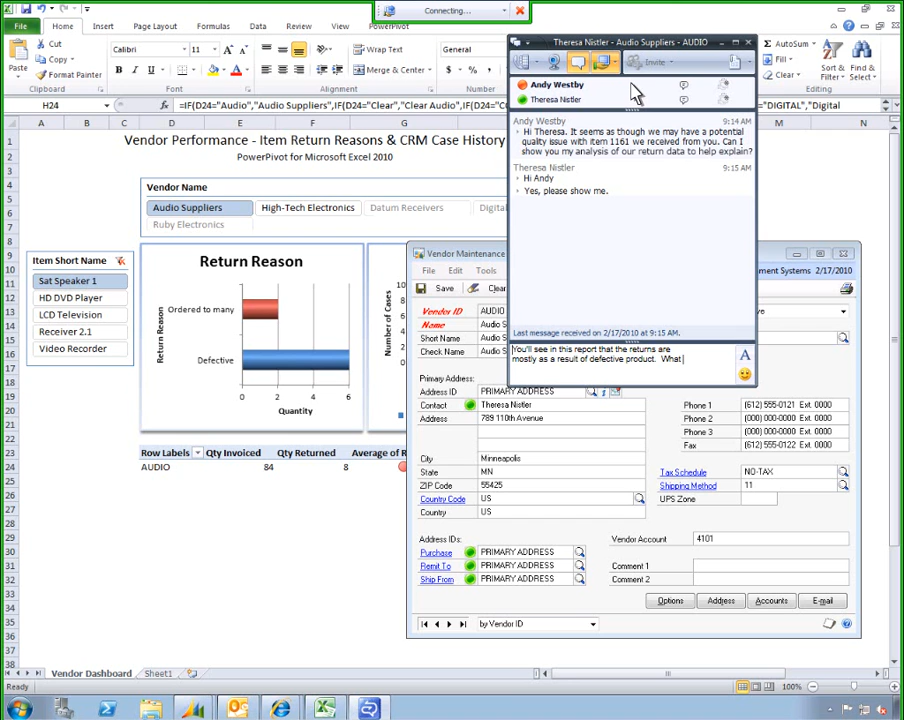 Connecting...
File
Home
Insert
Page Layout
Formulas
Data
Review
View
PowerPivot
Paste
Cut
Copy
Format Painter
Clipboard
Calibri
11
Font
Wrap Text
Merge & Center
Alignment
General
AutoSum
Fill
Clear
Sort & Filter
Find & Select
Editing
H24
=IF(D24="Audio","Audio Suppliers",IF(D24="Clear","Clear Audio",IF(D24="C
="DIGITAL","Digital
A B C D E F G M N
Vendor Performance - Item Return Reasons & CRM Case History
PowerPivot for Microsoft Excel 2010
Vendor Name
Audio Suppliers
High-Tech Electronics
Datum Receivers
Digital
Ruby Electronics
Item Short Name
Sat Speaker 1
HD DVD Player
LCD Television
Receiver 2.1
Video Recorder
Return Reason
Return Reason
Ordered to many
Defective
0 2 4 6
Quantity
Number of Cases
Row Labels
Qty Invoiced
Qty Returned
Average of R
AUDIO 84 8
Theresa Nistler - Audio Suppliers - AUDIO
Invite
Andy Westby
Theresa Nistler
Andy Westby 9:14 AM
Hi Theresa. It seems as though we may have a potential
quality issue with item 1161 we received from you. Can I
show you my analysis of our return data to help explain?
Theresa Nistler 9:15 AM
Hi Andy
Yes, please show me.
Last message received on 2/17/2010 at 9:15 AM.
You'll see in this report that the returns are
mostly as a result of defective product. What
A
Vendor Maintenance
ment Systems 2/17/2010
File Edit Tools
Save
Clear
Vendor ID AUDIO
Name Audio S
Short Name Audio S
Check Name Audio S
Primary Address:
Address ID PRIMARY ADDRESS
Contact Theresa Nistler
Address 789 110th Avenue
City Minneapolis
State MN
ZIP Code 55425
Country Code US
Country US
Phone 1 (612) 555-0121 Ext. 0000
Phone 2 (000) 000-0000 Ext. 0000
Phone 3 (000) 000-0000 Ext. 0000
Fax (612) 555-0122 Ext. 0000
Tax Schedule NO-TAX
Shipping Method 11
UPS Zone
Address IDs:
Purchase PRIMARY ADDRESS
Remit To PRIMARY ADDRESS
Ship From PRIMARY ADDRESS
Vendor Account 4101
Comment 1
Comment 2
Options
Address
Accounts
E-mail
by Vendor ID
Vendor Dashboard
Sheet1
Ready
100%